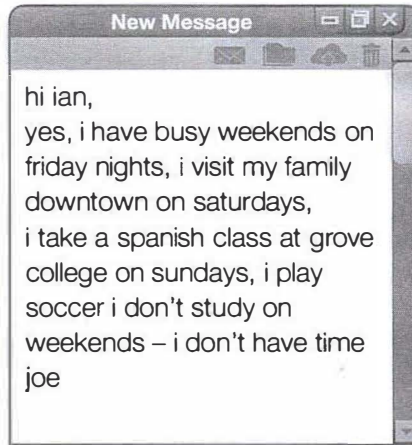 New Message
hi ian,
yes, i have busy weekends on
friday nights, i visit my family
downtown on saturdays,
i take a spanish class at grove
college on sundays, i play
soccer i don't study on
weekends – i don't have time
joe